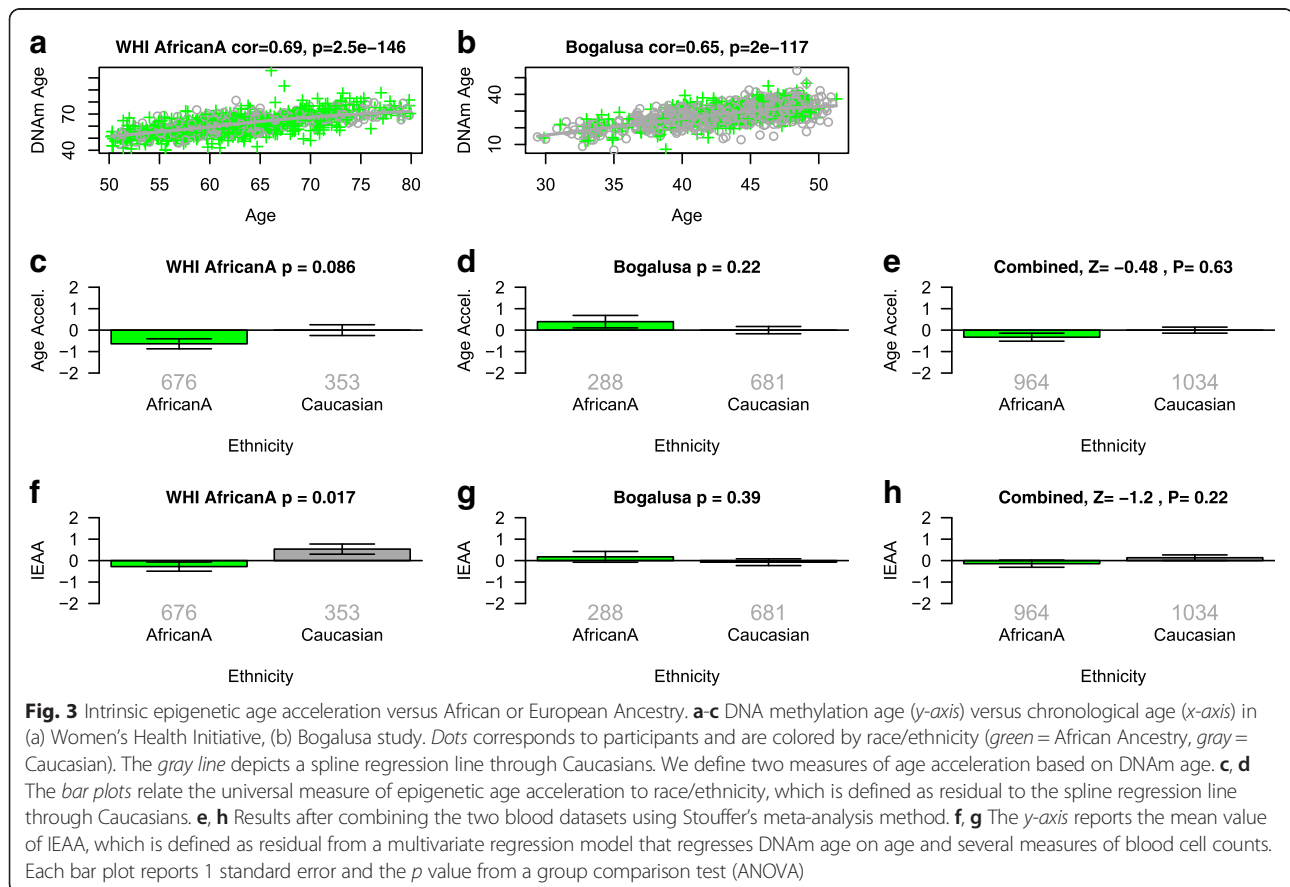 a
WHI AfricanA cor=0.69, p=2.5e−146
DNAm Age
70
40
50 55 60 65 70 75 80
Age
b
Bogalusa cor=0.65, p=2e−117
DNAm Age
40
10
30 35 40 45 50
Age
c
WHI AfricanA p = 0.086
Age Accel.
2
1
0
−1
−2
676 353
AfricanA Caucasian
Ethnicity
d
Bogalusa p = 0.22
Age Accel.
2
1
0
−1
−2
288 681
AfricanA Caucasian
Ethnicity
e
Combined, Z= −0.48 , P= 0.63
Age Accel.
2
1
0
−1
−2
964 1034
AfricanA Caucasian
Ethnicity
f
WHI AfricanA p = 0.017
IEAA
2
1
0
−1
−2
676 353
AfricanA Caucasian
Ethnicity
g
Bogalusa p = 0.39
IEAA
2
1
0
−1
−2
288 681
AfricanA Caucasian
Ethnicity
h
Combined, Z= −1.2 , P= 0.22
IEAA
2
1
0
−1
−2
964 1034
AfricanA Caucasian
Ethnicity
Fig. 3 Intrinsic epigenetic age acceleration versus African or European Ancestry. a-c DNA methylation age (y-axis) versus chronological age (x-axis) in
(a) Women's Health Initiative, (b) Bogalusa study. Dots corresponds to participants and are colored by race/ethnicity (green = African Ancestry, gray =
Caucasian). The gray line depicts a spline regression line through Caucasians. We define two measures of age acceleration based on DNAm age. c, d
The bar plots relate the universal measure of epigenetic age acceleration to race/ethnicity, which is defined as residual to the spline regression line
through Caucasians. e, h Results after combining the two blood datasets using Stouffer's meta-analysis method. f, g The y-axis reports the mean value
of IEAA, which is defined as residual from a multivariate regression model that regresses DNAm age on age and several measures of blood cell counts.
Each bar plot reports 1 standard error and the p value from a group comparison test (ANOVA)